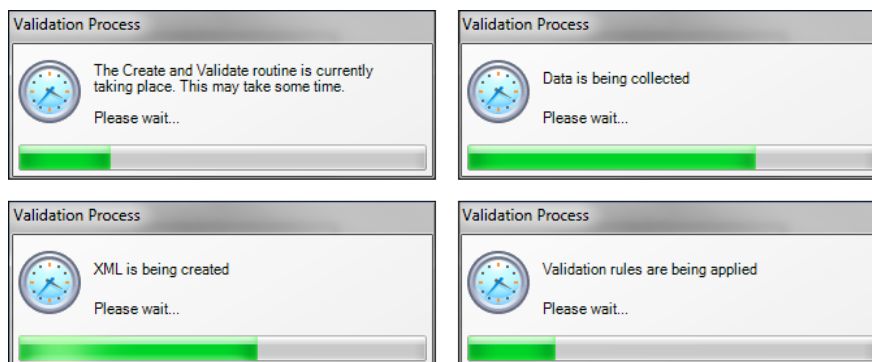 Validation Process
The Create and Validate routine is currently
taking place. This may take some time.
Please wait...
Validation Process
Data is being collected
Please wait...
Validation Process
XML is being created
Please wait...
Validation Process
Validation rules are being applied
Please wait...